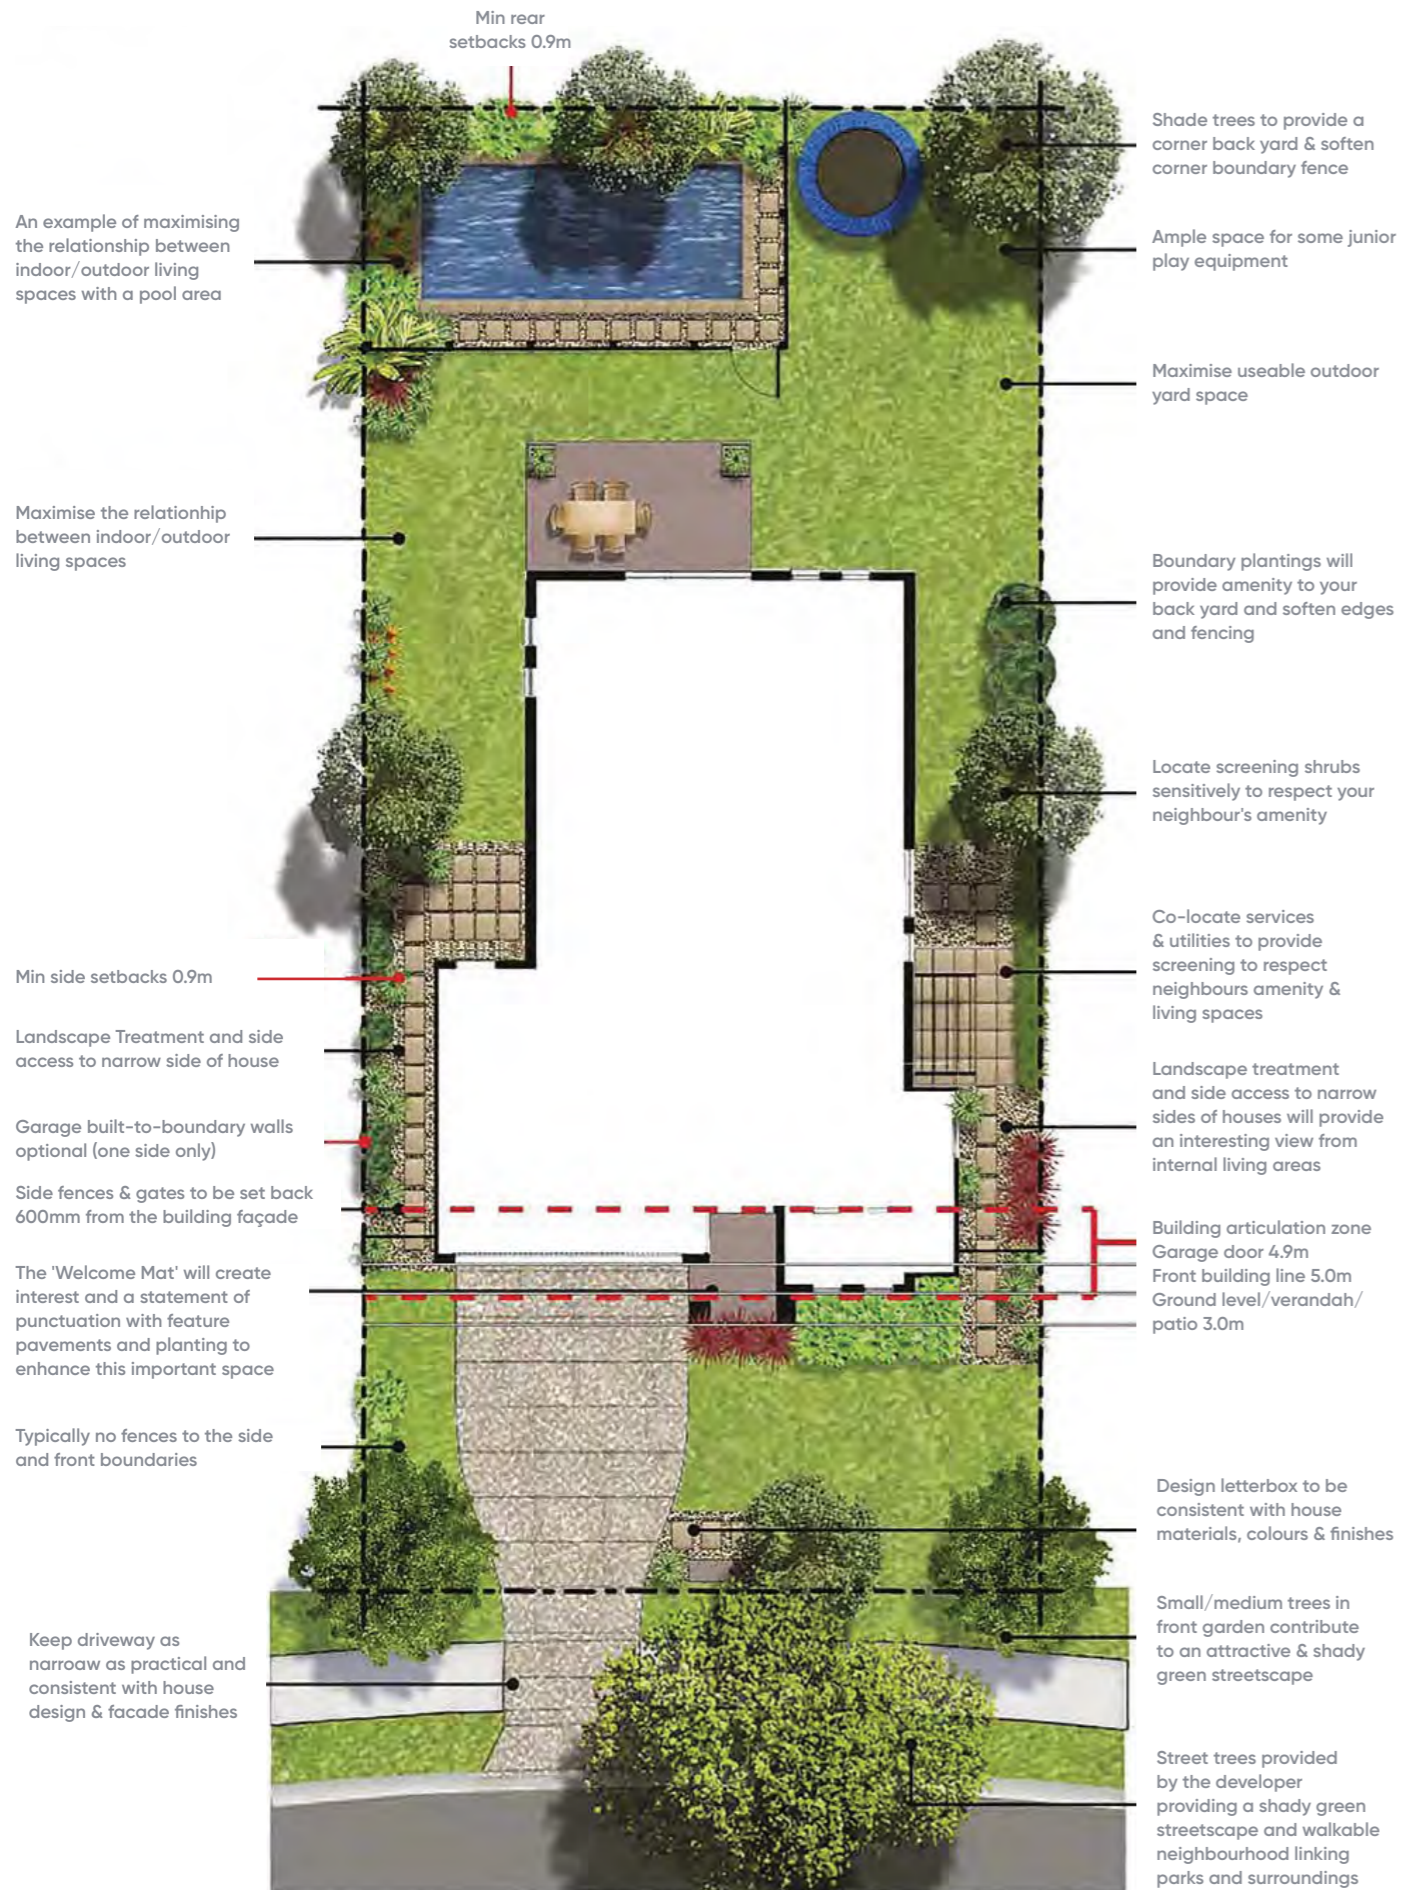 Min rear
setbacks 0.9m
An example of maximising
the relationship between
indoor/outdoor living
spaces with a pool area
Maximise the relationhip
between indoor/outdoor
living spaces
Min side setbacks 0.9m
Landscape Treatment and side
access to narrow side of house
Garage built-to-boundary walls
optional (one side only)
Side fences & gates to be set back
600mm from the building façade
The 'Welcome Mat' will create
interest and a statement of
punctuation with feature
pavements and planting to
enhance this important space
Typically no fences to the side
and front boundaries
Keep driveway as
narroaw as practical and
consistent with house
design & facade finishes
Shade trees to provide a
corner back yard & soften
corner boundary fence
Ample space for some junior
play equipment
Maximise useable outdoor
yard space
Boundary plantings will
provide amenity to your
back yard and soften edges
and fencing
Locate screening shrubs
sensitively to respect your
neighbour's amenity
Co-locate services
& utilities to provide
screening to respect
neighbours amenity &
living spaces
Landscape treatment
and side access to narrow
sides of houses will provide
an interesting view from
internal living areas
Building articulation zone
Garage door 4.9m
Front building line 5.0m
Ground level/verandah/
patio 3.0m
Design letterbox to be
consistent with house
materials, colours & finishes
Small/medium trees in
front garden contribute
to an attractive & shady
green streetscape
Street trees provided
by the developer
providing a shady green
streetscape and walkable
neighbourhood linking
parks and surroundings